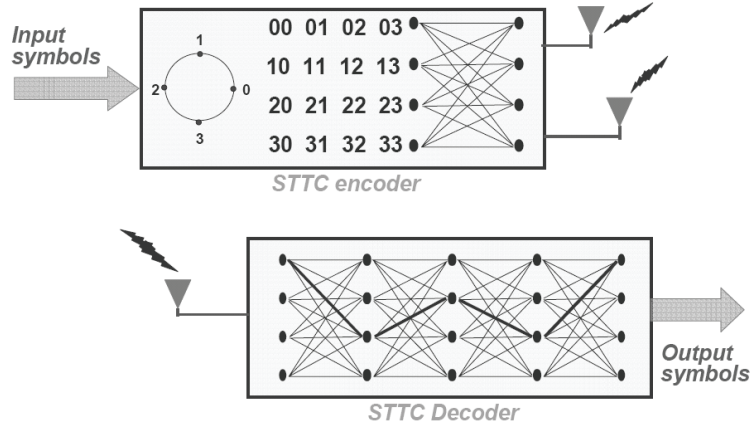 Input
symbols
1
2
0
3
00 01 02 03
10 11 12 13
20 21 22 23
30 31 32 33
STTC encoder
STTC Decoder
Output
symbols